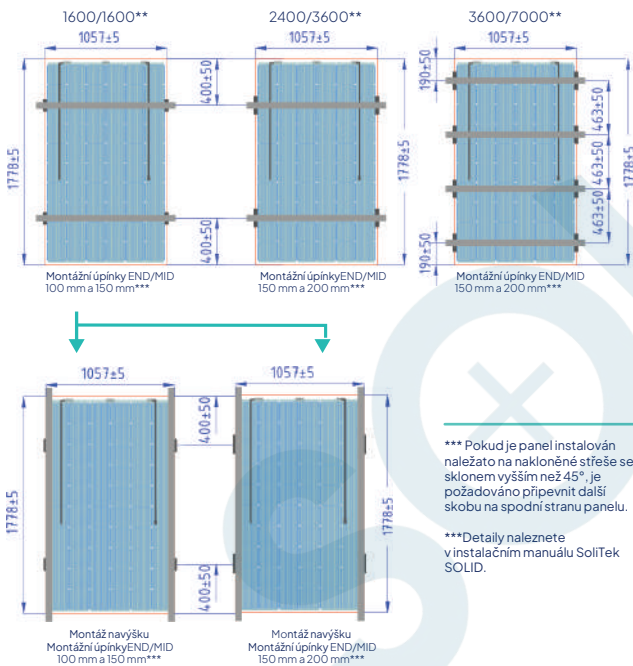 1600/1600**
2400/3600**
3600/7000**
1057±5
1057±5
1057±5
1778±5
400±50
400±50
1778±5
190±50
463±50
463±50
463±50
190±50
1778±5
Montážní úpínky END/MID
100 mm a 150 mm***
Montážní úpínkyEND/MID
150 mm a 200 mm***
Montážní úpínky END/MID
150 mm a 200 mm***
1057±5
1057±5
1778±5
400±50
400±50
1778±5
*** Pokud je panel instalován
naležato na nakloněné střeše se
sklonem vyšším než 45°, je
požadováno připevnit další
skobu na spodní stranu panelu.
***Detaily naleznete
v instalačním manuálu SoliTek
SOLID.
Montáž navýšku
Montážní úpínkyEND/MID
100 mm a 150 mm***
Montáž navýšku
Montážní úpínky END/MID
150 mm a 200 mm***